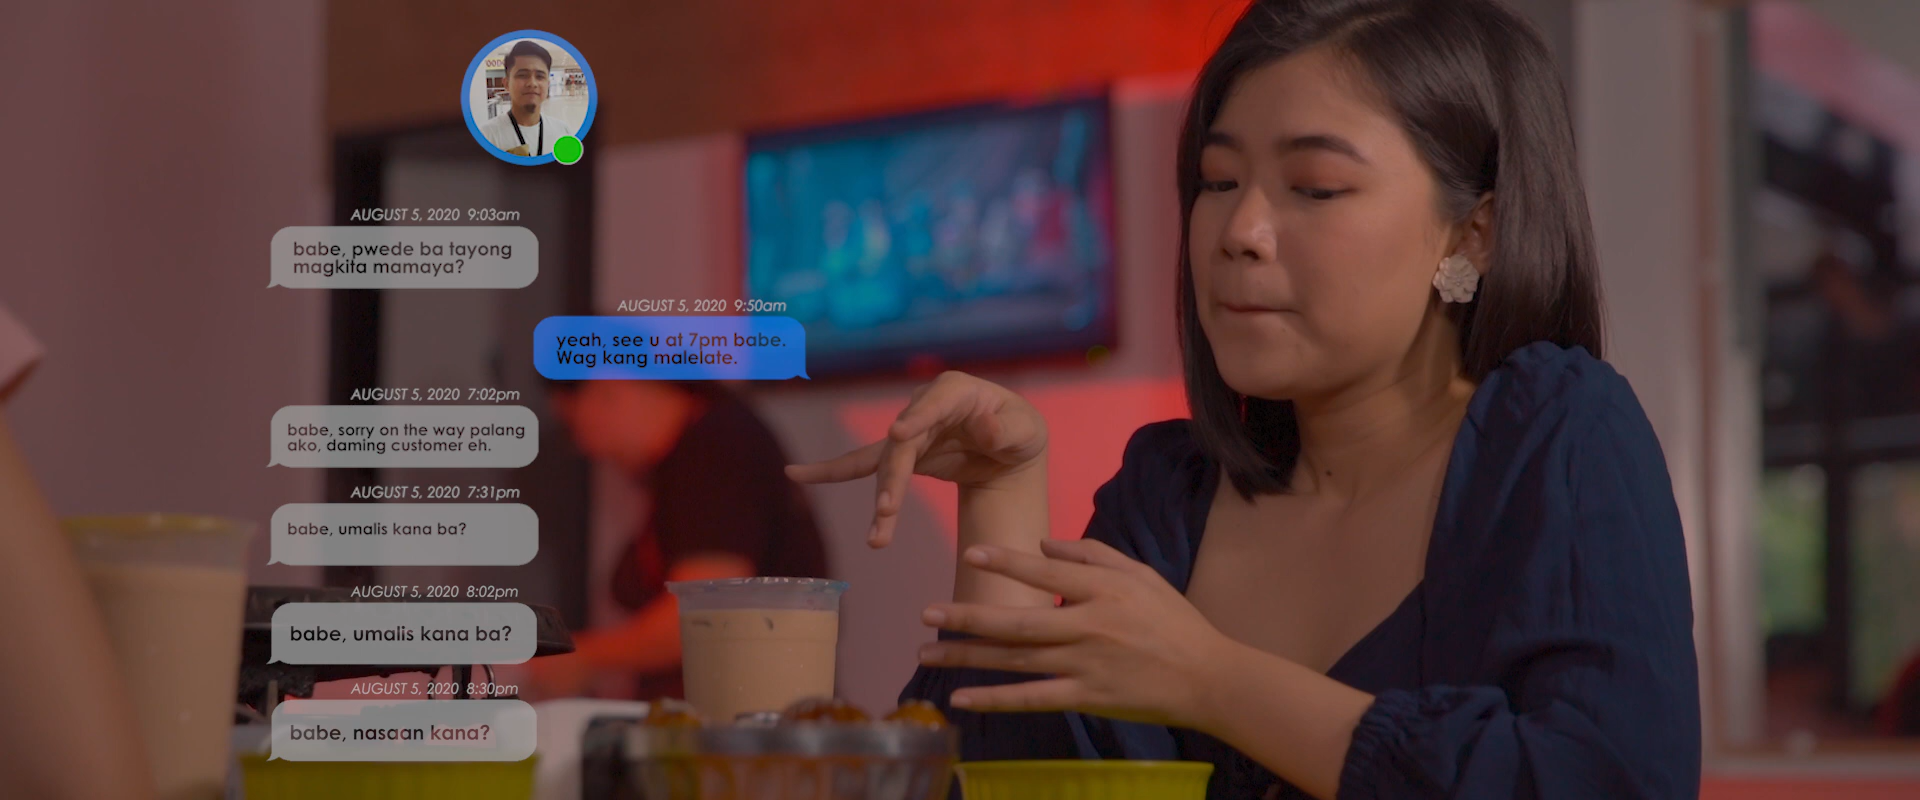 AUGUST 5, 2020 9:03am
babe, pwede ba tayong
magkita mamaya?
AUGUST 5, 2020 9:50am
yeah, see u at 7pm babe.
Wag kang malelate.
AUGUST 5, 2020 7:02pm
babe, sorry on the way palang
ako, daming customer eh.
AUGUST 5, 2020 7:31pm
babe, umalis kana ba?
AUGUST 5, 2020 8:02pm
babe, umalis kana ba?
AUGUST 5, 2020 8:30pm
babe, nasaan kana?